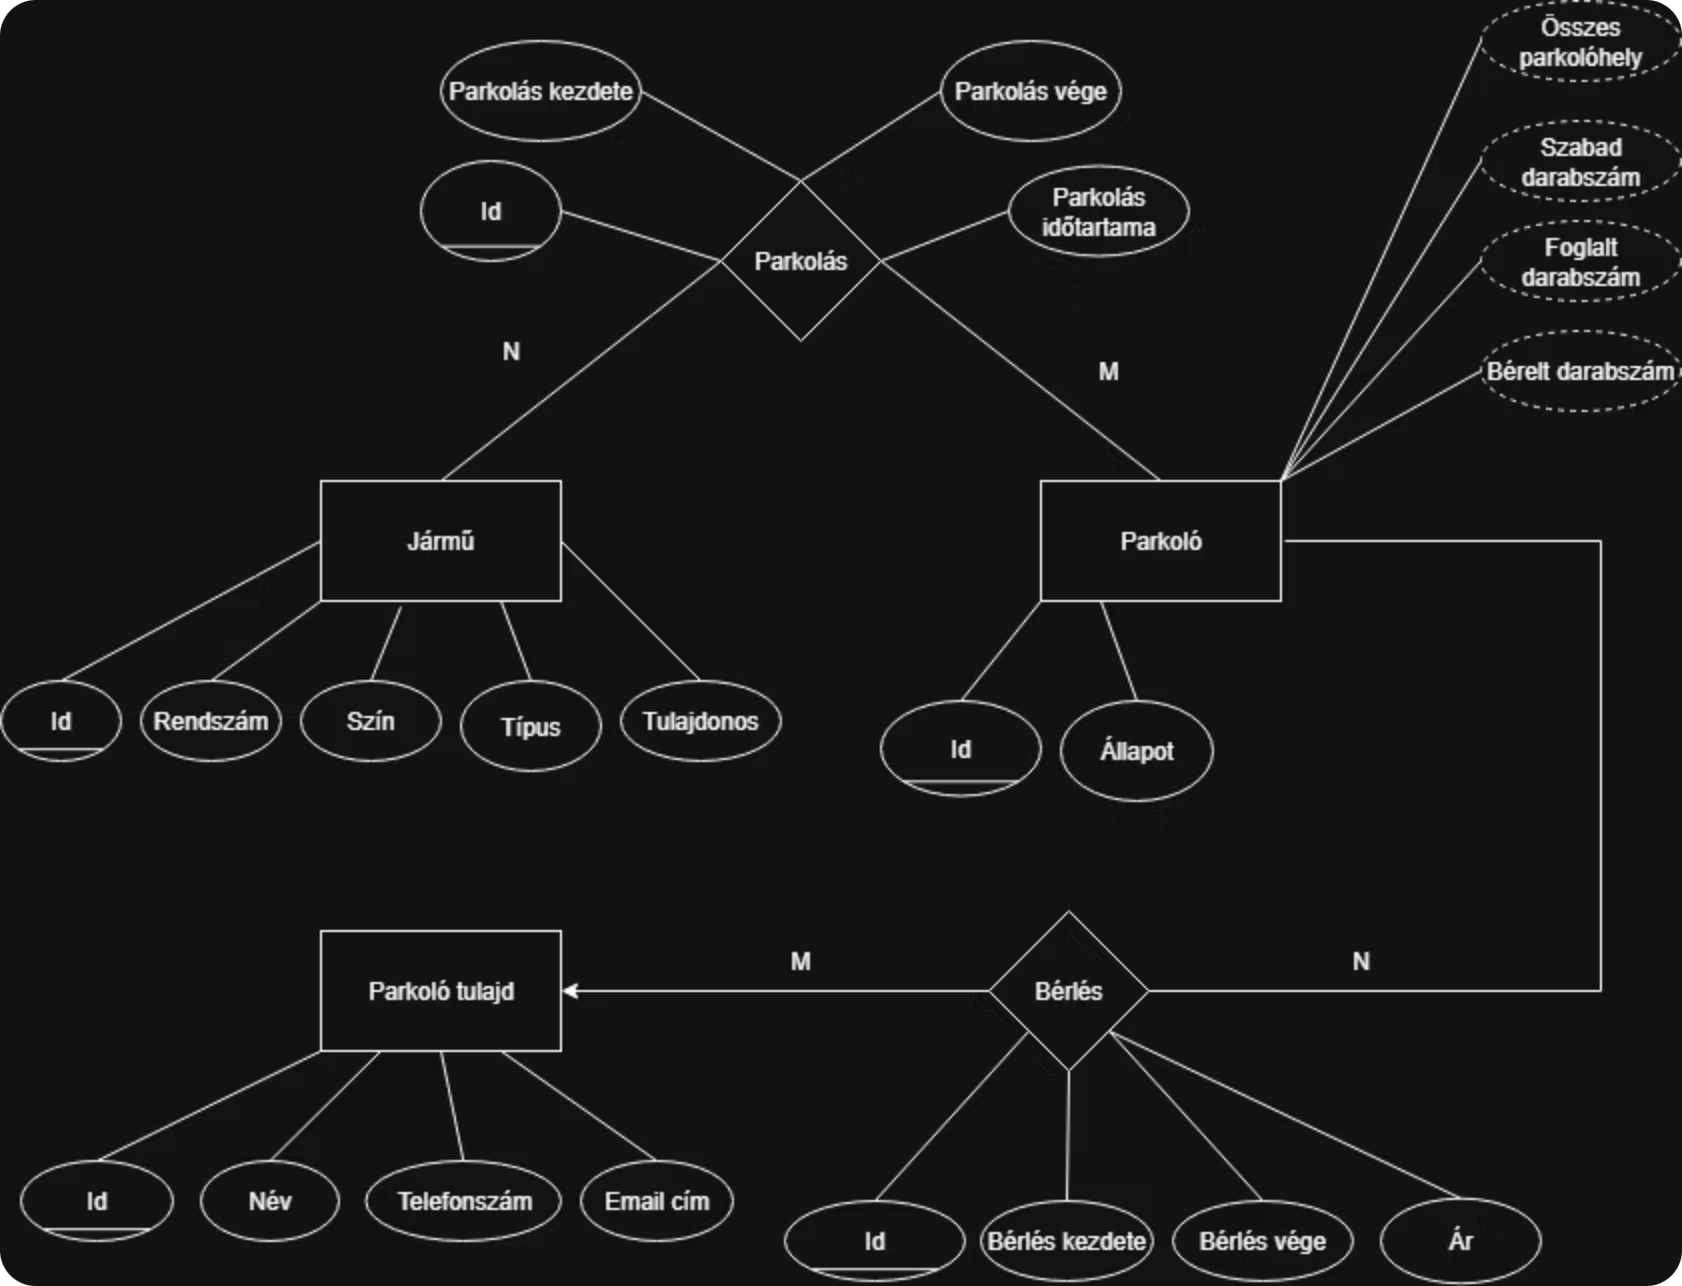 Összes
parkolóhely
Parkolás kezdete
Parkolás vége
Szabad
darabszám
Id
Parkolás
időtartama
Parkolás
Foglalt
darabszám
N
M
Bérelt darabszám
Jármű
Parkoló
Id
Rendszám
Szín
Típus
Tulajdonos
Id
Állapot
M
N
Parkoló tulajd
Bérlés
Id
Név
Telefonszám
Email cím
Id
Bérlés kezdete
Bérlés vége
Ár